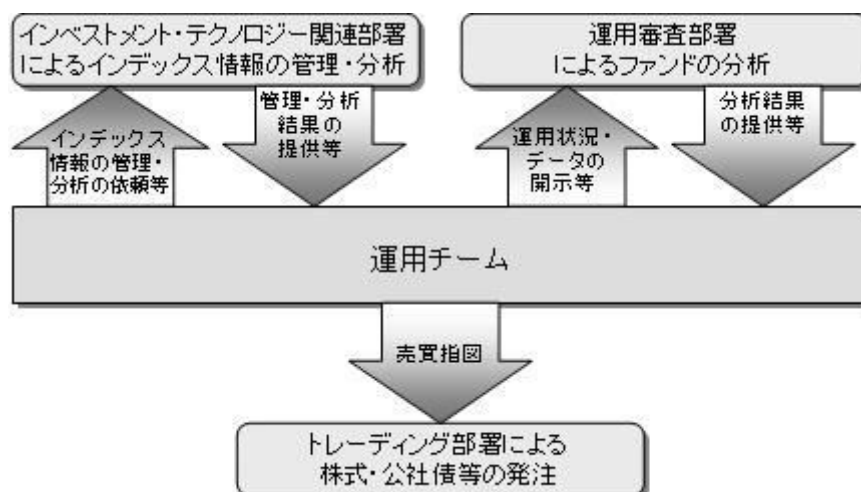 インベストメント・テクノロジー関連部署
によるインデックス情報の管理・分析
運用審査部署
によるファンドの分析
インデックス
情報の管理・
分析の依頼等
管理・分析
結果の
提供等
運用状況・
データの
開示等
分析結果
の提供等
運用チーム
売買指図
トレーディング部署による
株式・公社債等の発注